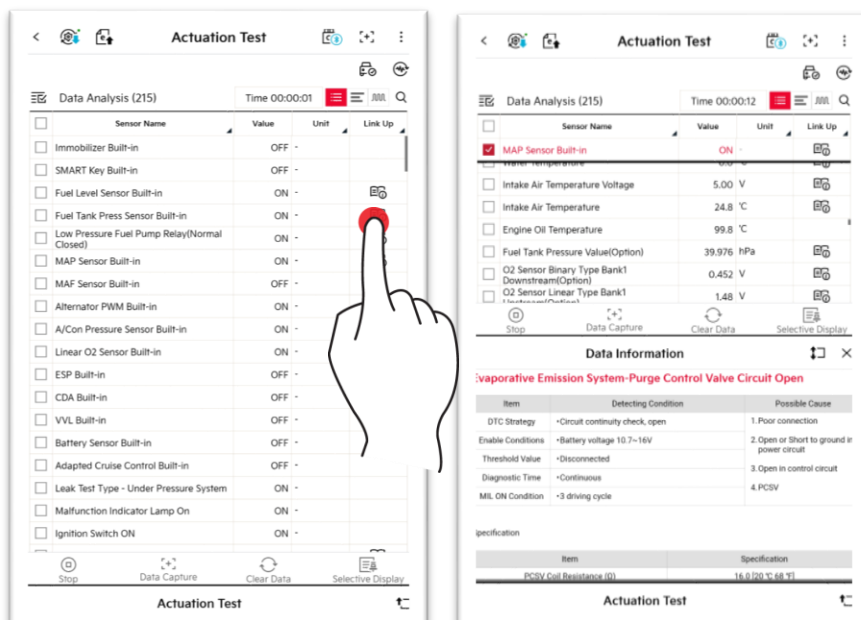 Actuation Test
Data Analysis (215)
Time 00:00:01
Sensor Name Value Unit Link Up
Immobilizer Built-in OFF -
SMART Key Built-in OFF -
Fuel Level Sensor Built-in ON -
Fuel Tank Press Sensor Built-in ON -
Low Pressure Fuel Pump Relay(Normal
Closed) ON -
MAP Sensor Built-in ON -
MAF Sensor Built-in OFF -
Alternator PWM Built-in ON -
A/Con Pressure Sensor Built-in ON -
Linear O2 Sensor Built-in ON -
ESP Built-in OFF -
CDA Built-in OFF -
VVL Built-in OFF -
Battery Sensor Built-in OFF -
Adapted Cruise Control Built-in OFF -
Leak Test Type - Under Pressure System ON -
Malfunction Indicator Lamp On ON -
Ignition Switch ON ON -
Stop Data Capture Clear Data Selective Display
Actuation Test
Actuation Test
Data Analysis (215)
Time 00:00:12
Sensor Name Value Unit Link Up
MAP Sensor Built-in ON -
Water Temperature 0.0 °C
Intake Air Temperature Voltage 5.00 V
Intake Air Temperature 24.8 °C
Engine Oil Temperature 99.8 °C
Fuel Tank Pressure Value(Option) 39.976 hPa
O2 Sensor Binary Type Bank1
Downstream(Option) 0.452 V
O2 Sensor Linear Type Bank1
Upstream(Option) 1.48 V
Stop Data Capture Clear Data Selective Display
Data Information
Evaporative Emission System-Purge Control Valve Circuit Open
Item Detecting Condition Possible Cause
DTC Strategy •Circuit continuity check, open
Enable Conditions •Battery voltage 10.7~16V
Threshold Value •Disconnected
Diagnostic Time •Continuous
MIL ON Condition •3 driving cycle
1. Poor connection
2. Open or Short to ground in
power circuit
3. Open in control circuit
4. PCSV
Specification
Item Specification
PCSV Coil Resistance (Ω) 16.0 [20 °C 68 °F]
Actuation Test